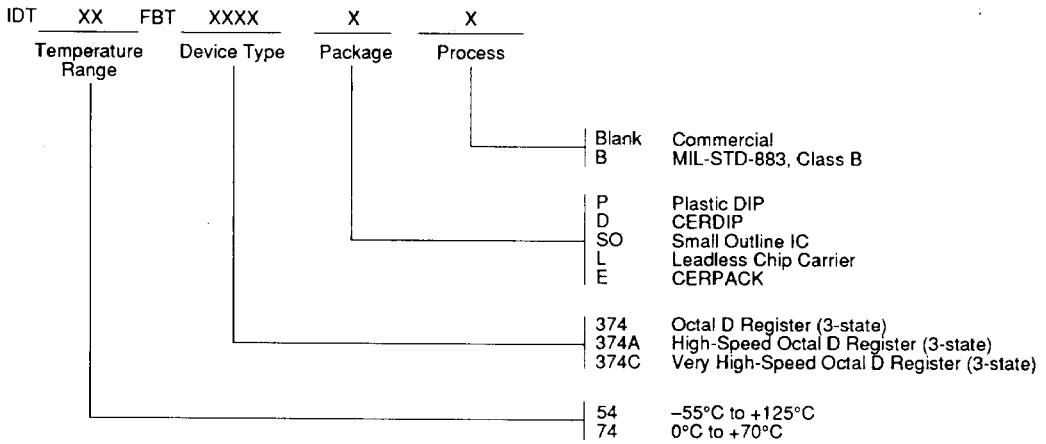 IDT XX FBT XXXX X X
Temperature Range Device Type Package Process
Blank Commercial
B MIL-STD-883, Class B
P Plastic DIP
D CERDIP
SO Small Outline IC
L Leadless Chip Carrier
E CERPACK
374 Octal D Register (3-state)
374A High-Speed Octal D Register (3-state)
374C Very High-Speed Octal D Register (3-state)
54 –55°C to +125°C
74 0°C to +70°C